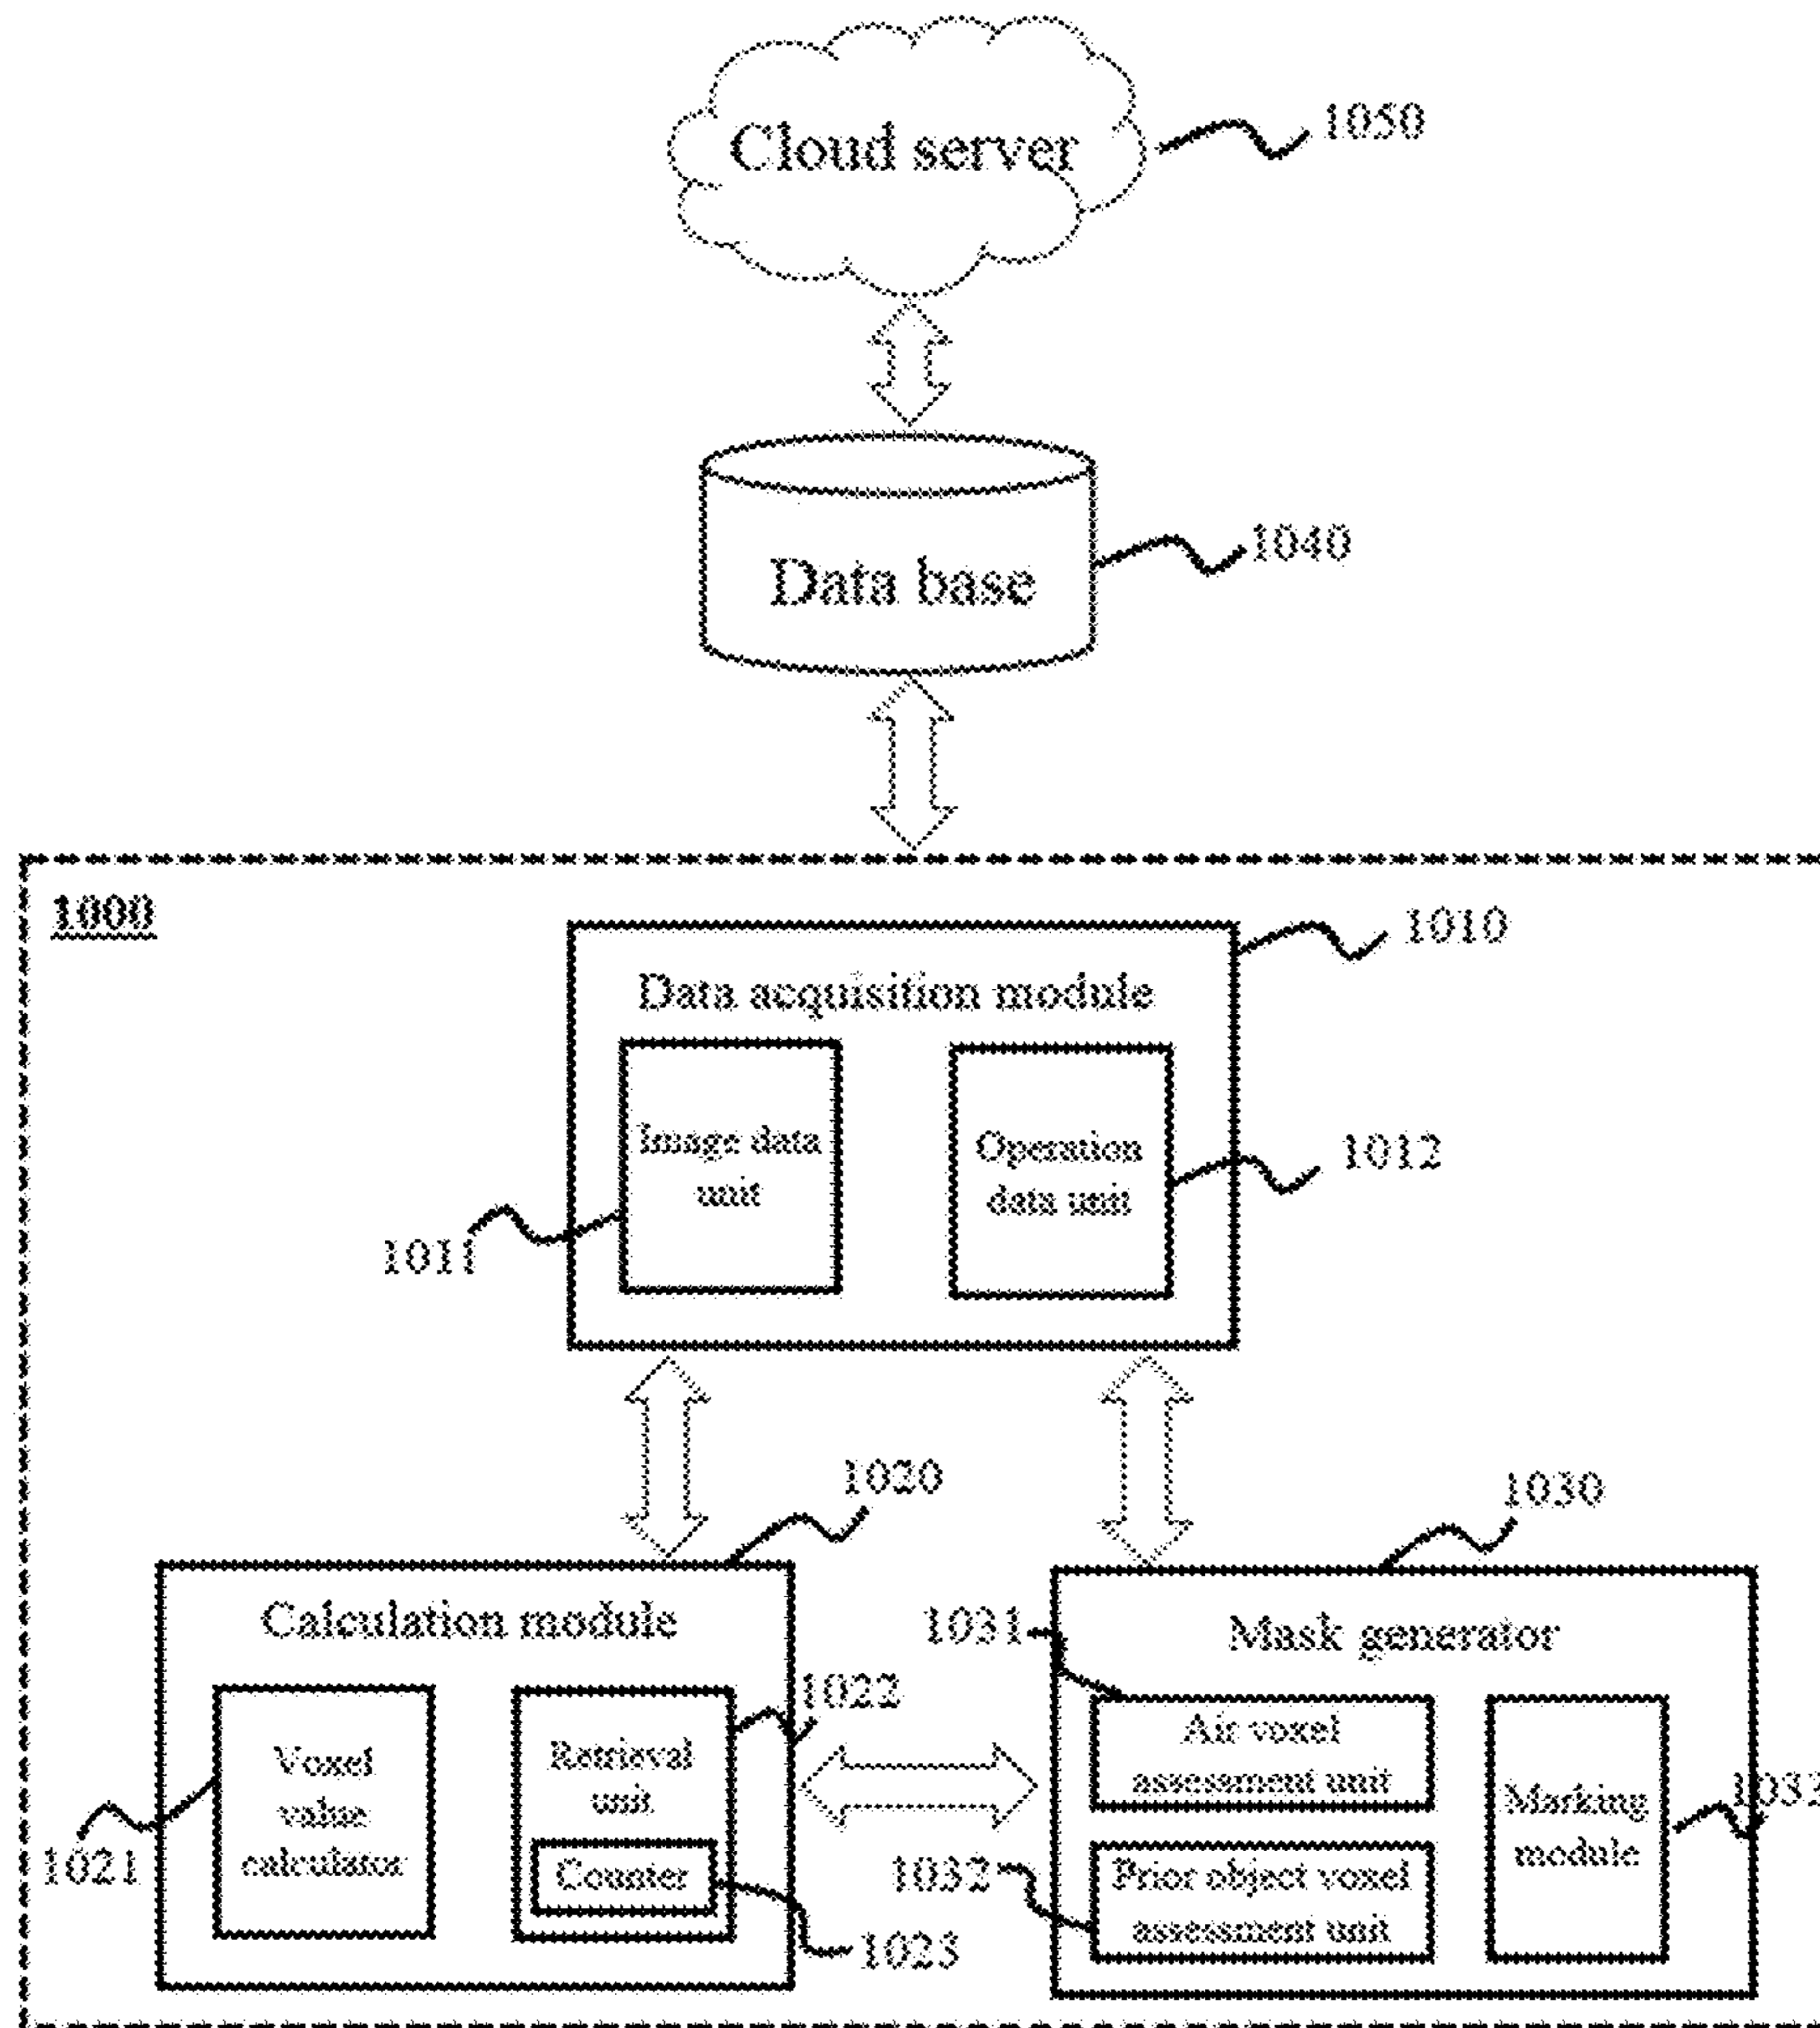 Cloud server
1050
Data base
1040
1000
1010
Data acquisition module
Image data
unit
Operation
data unit
1011
1012
1020
1030
Calculation module
Voxel
value
calculator
Retrieval
unit
Counter
1021
1022
1023
Mask generator
1031
Air voxel
assessment unit
1032
Prior object voxel
assessment unit
Marking
module